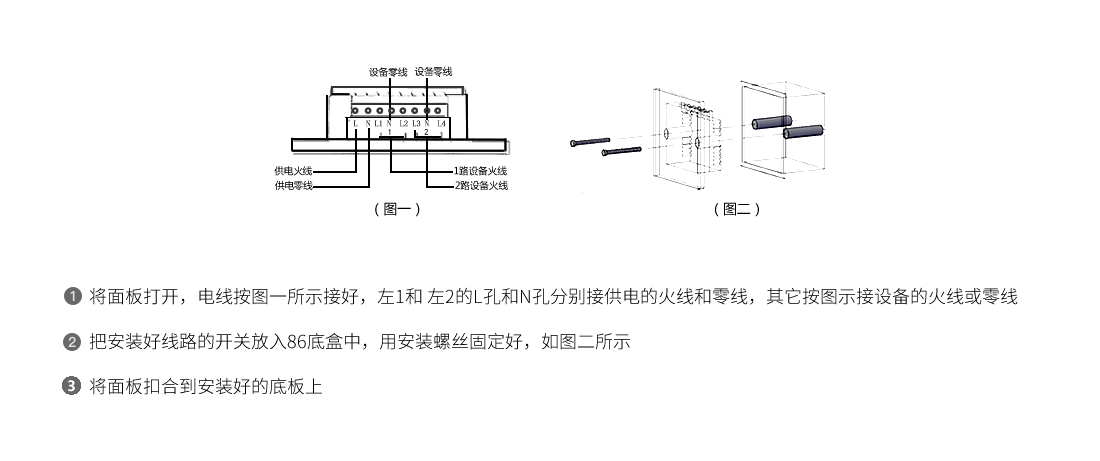 设备零线 设备零线
L N L1 N L2 L3 N L4
1 2
供电火线 1路设备火线
供电零线 2路设备火线
（图一） （图二）
1 将面板打开，电线按图一所示接好，左1和 左2的L孔和N孔分别接供电的火线和零线，其它按图示接设备的火线或零线
2 把安装好线路的开关放入86底盒中，用安装螺丝固定好，如图二所示
3 将面板扣合到安装好的底板上